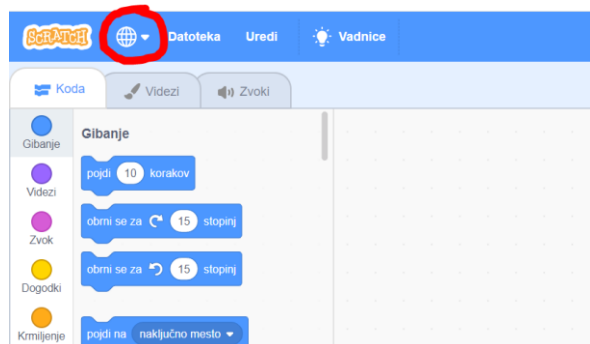 SCRATCH Datoteka Uredi Vadnice
Koda Videzi Zvoki
Gibanje
Videzi
Zvok
Dogodki
Krmiljenje
Gibanje
pojdi 10 korakov
obrni se za 15 stopinj
obrni se za 15 stopinj
pojdi na naključno mesto